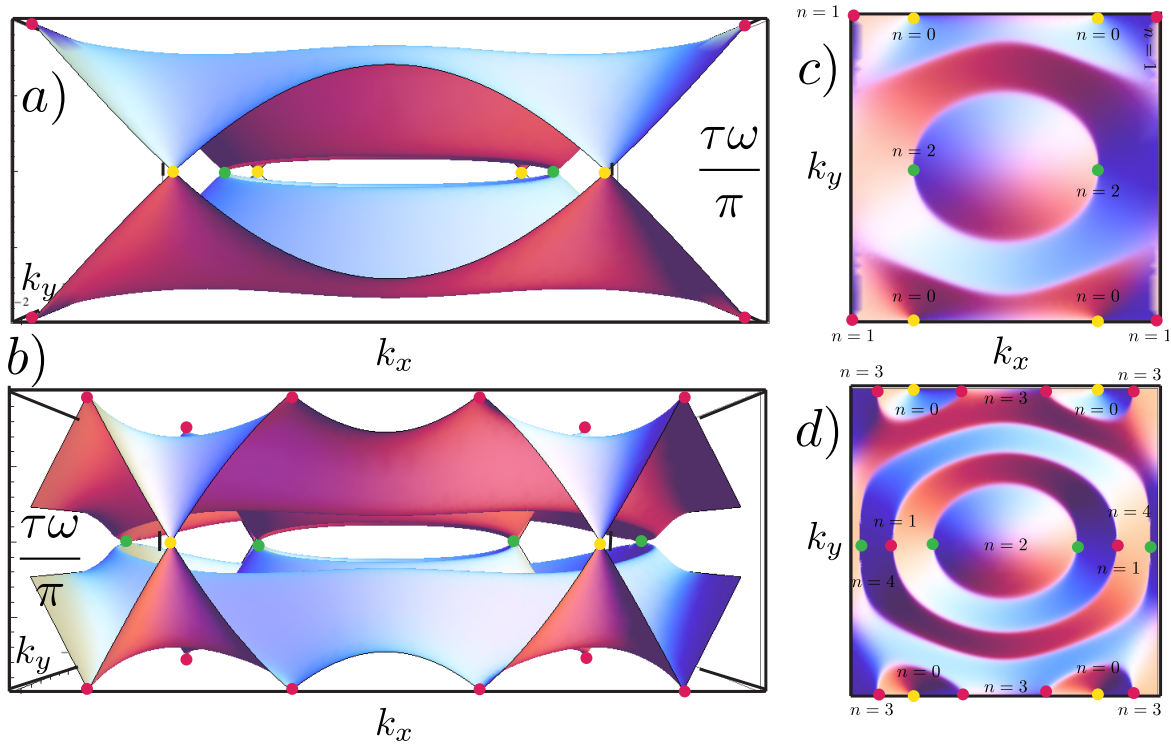 a)
τω
π
k_y
2
k_x
b)
τω
π
k_y
k_x
c)
n = 1
n = 0
n = 0
n = 1
k_y
n = 2
n = 2
n = 0
n = 0
n = 1
n = 1
k_x
d)
n = 3
n = 3
n = 0
n = 3
n = 0
k_y
n = 4
n = 1
n = 2
n = 1
n = 4
n = 0
n = 0
n = 3
n = 3
n = 3